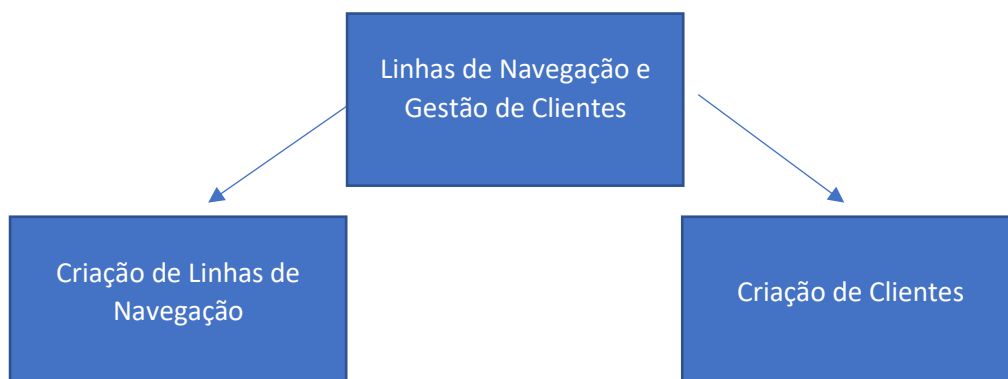 Linhas de Navegação e
Gestão de Clientes
Criação de Linhas de
Navegação
Criação de Clientes